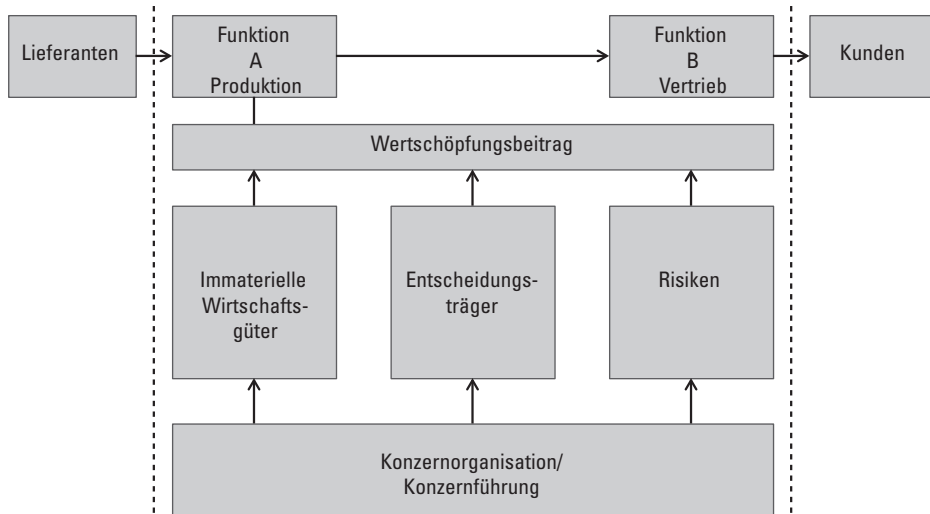 Lieferanten
Funktion
A
Produktion
Funktion
B
Vertrieb
Kunden
Wertschöpfungsbeitrag
Immaterielle
Wirtschafts-
güter
Entscheidungs-
träger
Risiken
Konzernorganisation/
Konzernführung